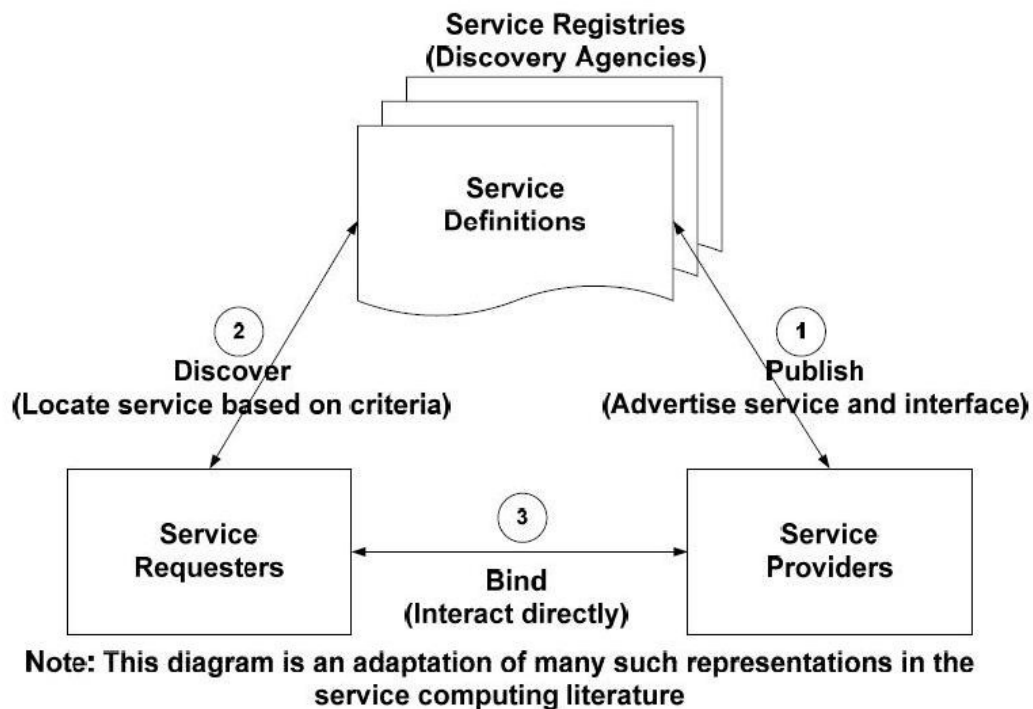 Service Registries
(Discovery Agencies)
Service
Definitions
2
Discover
(Locate service based on criteria)
1
Publish
(Advertise service and interface)
Service
Requesters
3
Bind
(Interact directly)
Service
Providers
Note: This diagram is an adaptation of many such representations in the
service computing literature